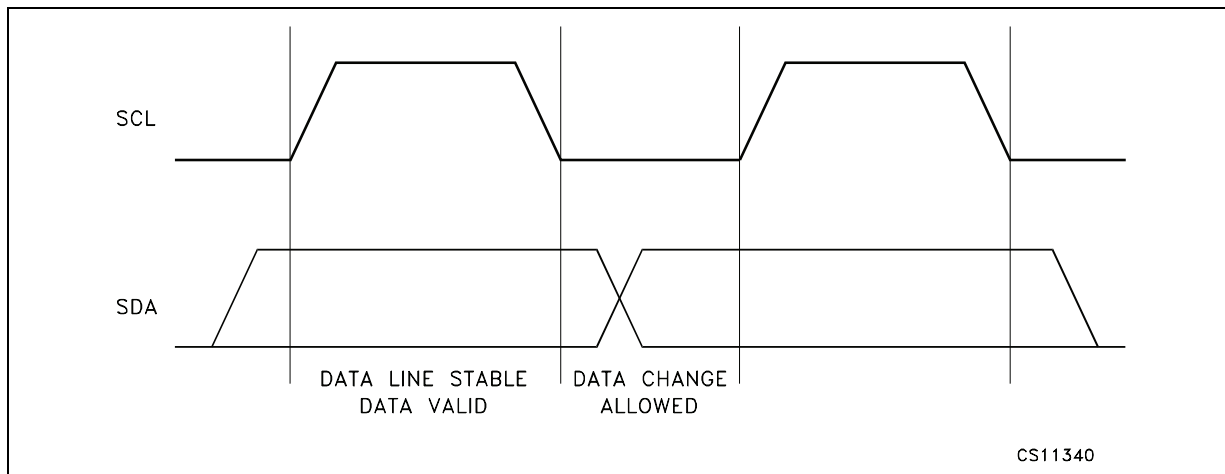 SCL
SDA
DATA LINE STABLE
DATA VALID
DATA CHANGE
ALLOWED
CS11340